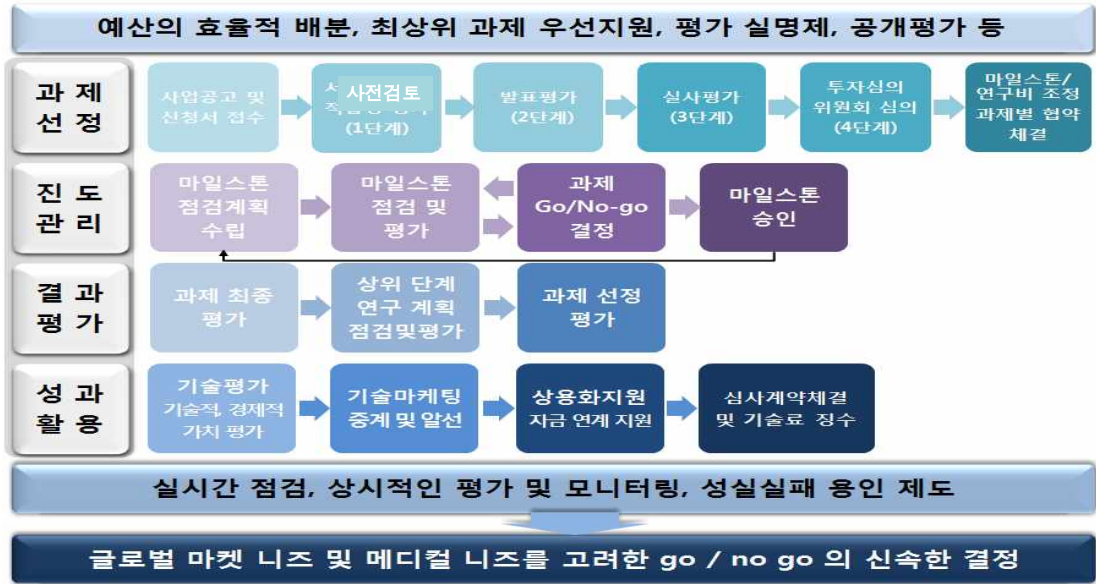 예산의 효율적 배분, 최상위 과제 우선지원, 평가 실명제, 공개평가 등
과 제
선 정
사업공고 및
신청서 접수
사전검토
(1단계)
발표평가
(2단계)
실사평가
(3단계)
투자심의
위원회 심의
(4단계)
마일스톤/
연구비 조정
과제별 협약
체결
진 도
관 리
마일스톤
점검계획
수립
마일스톤
점검 및
평가
과제
Go/No-go
결정
마일스톤
승인
결 과
평 가
과제 최종
평가
상위 단계
연구 계획
점검및평가
과제 선정
평가
성 과
활 용
기술평가
기술적, 경제적
가치 평가
기술마케팅
중계 및 알선
상용화지원
자금 연계 지원
심사계약체결
및 기술료 징수
실시간 점검, 상시적인 평가 및 모니터링, 성실실패 용인 제도
글로벌 마켓 니즈 및 메디컬 니즈를 고려한 go / no go 의 신속한 결정